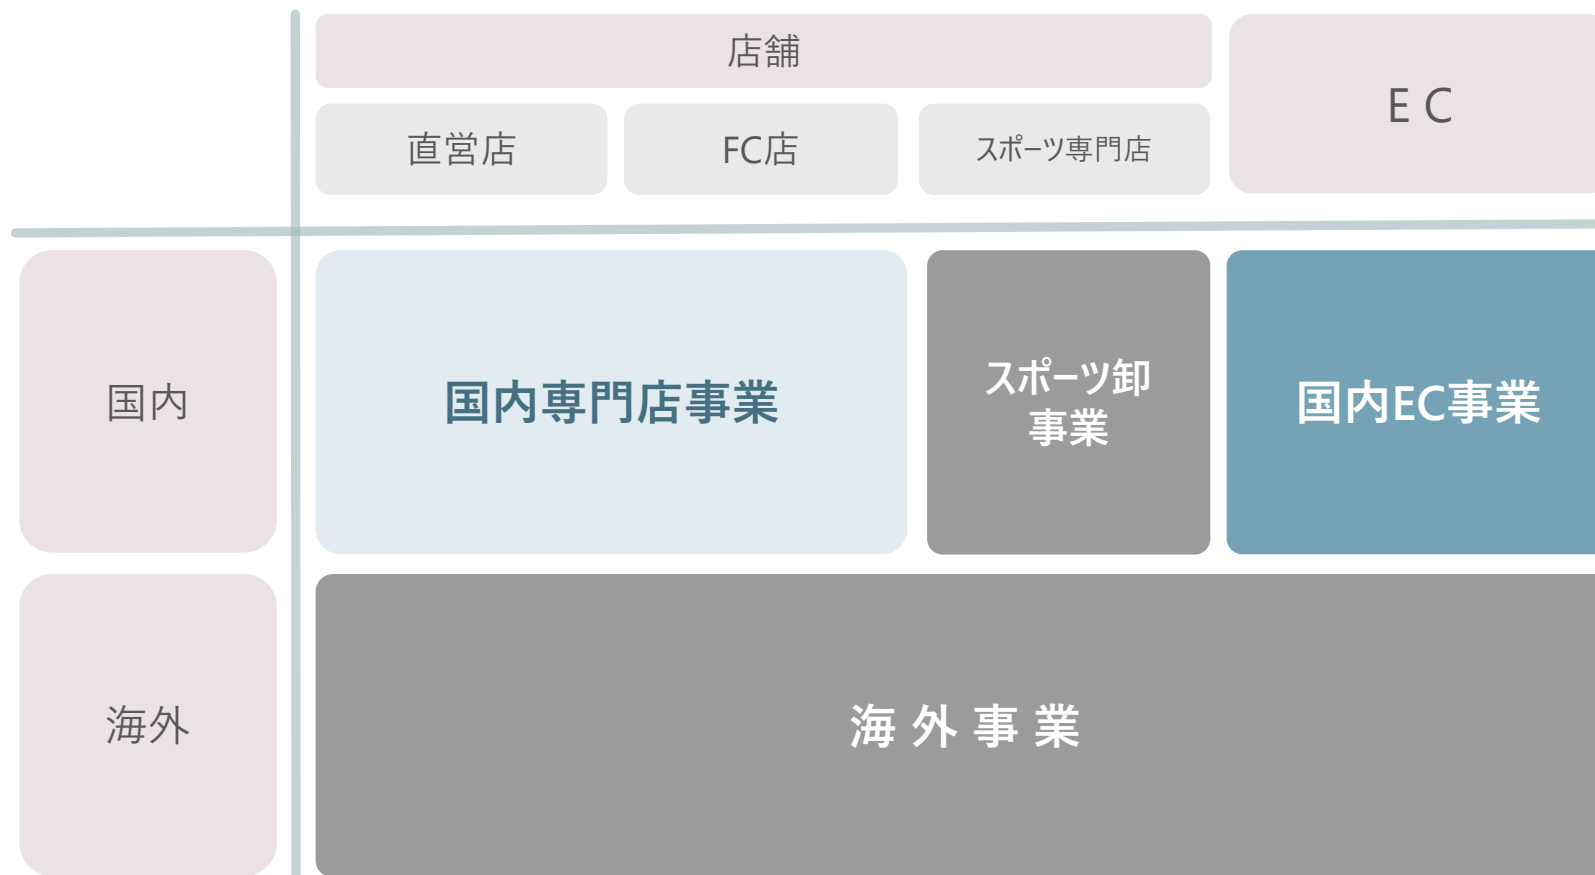 店舗
直営店
FC店
スポーツ専門店
E C
国内
国内専門店事業
スポーツ卸
事業
国内EC事業
海外
海 外 事 業